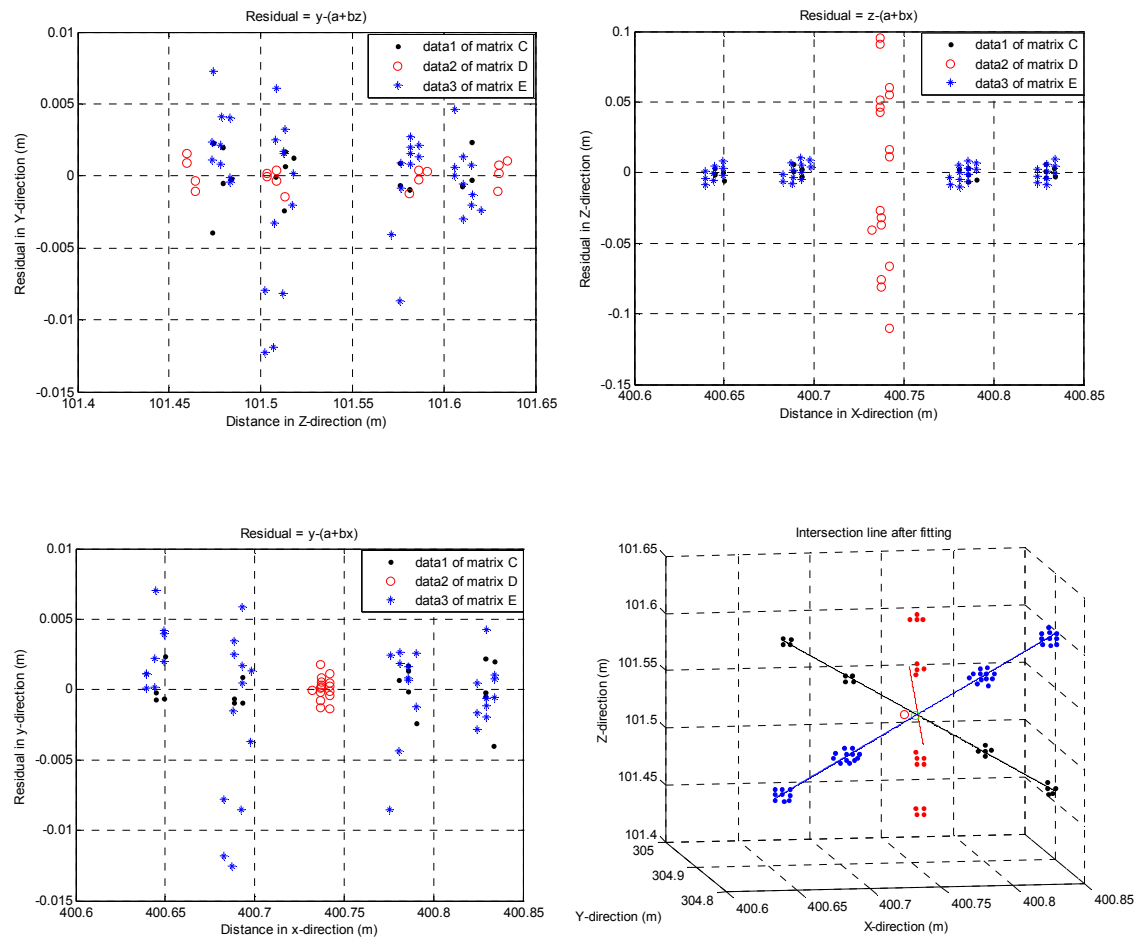 Residual = y-(a+bz)
0.01
0.005
0
-0.005
-0.01
-0.015
101.4
101.45
101.5
101.55
101.6
101.65
Residual in Y-direction (m)
Distance in Z-direction (m)
data1 of matrix C
data2 of matrix D
data3 of matrix E
Residual = z-(a+bx)
0.1
0.05
0
-0.05
-0.1
-0.15
400.6
400.65
400.7
400.75
400.8
400.85
Residual in Z-direction (m)
Distance in X-direction (m)
data1 of matrix C
data2 of matrix D
data3 of matrix E
Residual = y-(a+bx)
0.01
0.005
0
-0.005
-0.01
-0.015
400.6
400.65
400.7
400.75
400.8
400.85
Residual in y-direction (m)
Distance in x-direction (m)
data1 of matrix C
data2 of matrix D
data3 of matrix E
Intersection line after fitting
101.65
101.6
101.55
101.5
101.45
101.4
Z-direction (m)
305
304.9
304.8
Y-direction (m)
400.6
400.65
400.7
400.75
400.8
400.85
X-direction (m)